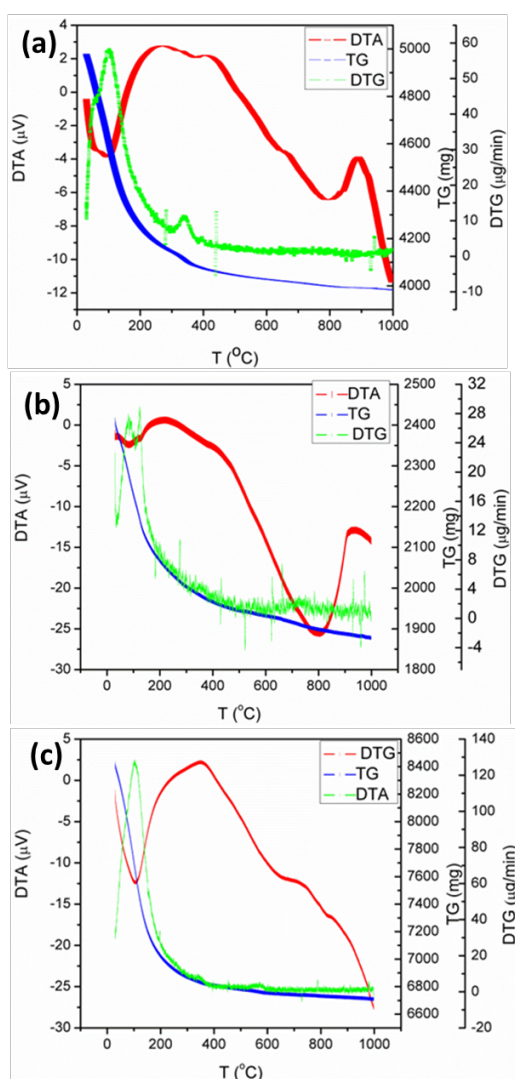 (a)
DTA
TG
DTG
4
2
0
-2
-4
-6
-8
-10
-12
DTA (μV)
0 200 400 600 800 1000
T (°C)
5000
4800
4600
4400
4200
4000
TG (mg)
60
50
40
30
20
10
0
-10
DTG (μg/min)
(b)
DTA
TG
DTG
5
0
-5
-10
-15
-20
-25
-30
DTA (μV)
0 200 400 600 800 1000
T (°C)
2500
2400
2300
2200
2100
2000
1900
1800
TG (mg)
32
28
24
20
16
12
8
4
0
-4
DTG (μg/min)
(c)
DTG
TG
DTA
5
0
-5
-10
-15
-20
-25
-30
DTA (μV)
0 200 400 600 800 1000
T (°C)
8600
8400
8200
8000
7800
7600
7400
7200
7000
6800
6600
TG (mg)
140
120
100
80
60
40
20
0
-20
DTG (μg/min)